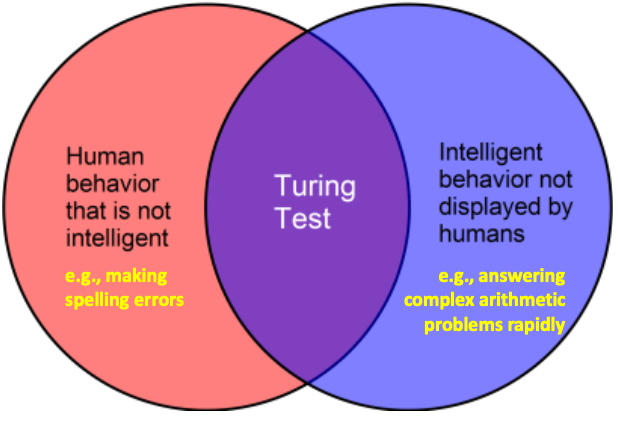 Human
behavior
that is not
intelligent
e.g., making
spelling errors
Turing
Test
Intelligent
behavior not
displayed by
humans
e.g., answering
complex arithmetic
problems rapidly